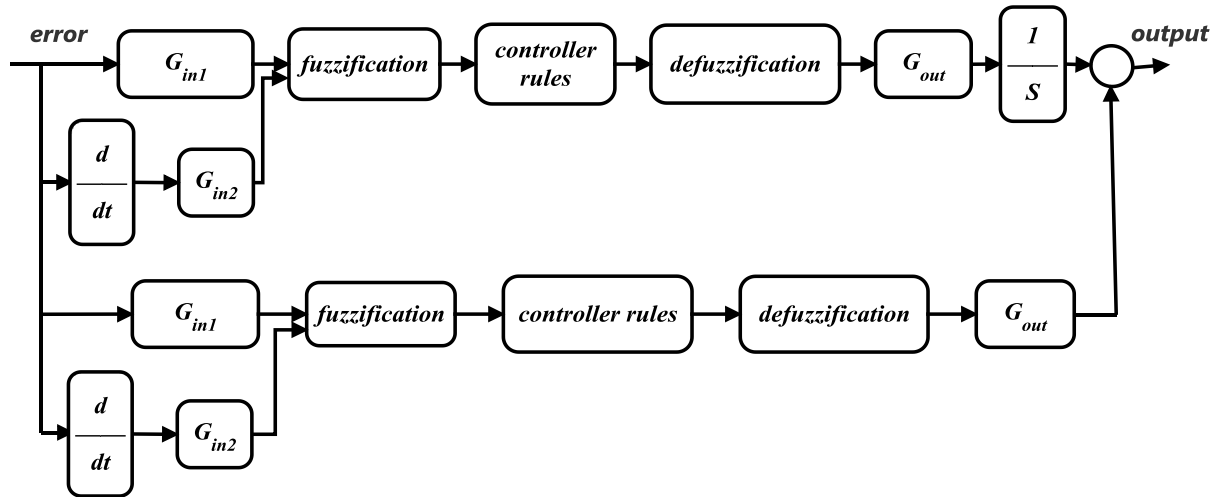 error
G_in1
fuzzification
controller
rules
defuzzification
G_out
1
S
output
d
dt
G_in2
G_in1
fuzzification
controller rules
defuzzification
G_out
d
dt
G_in2